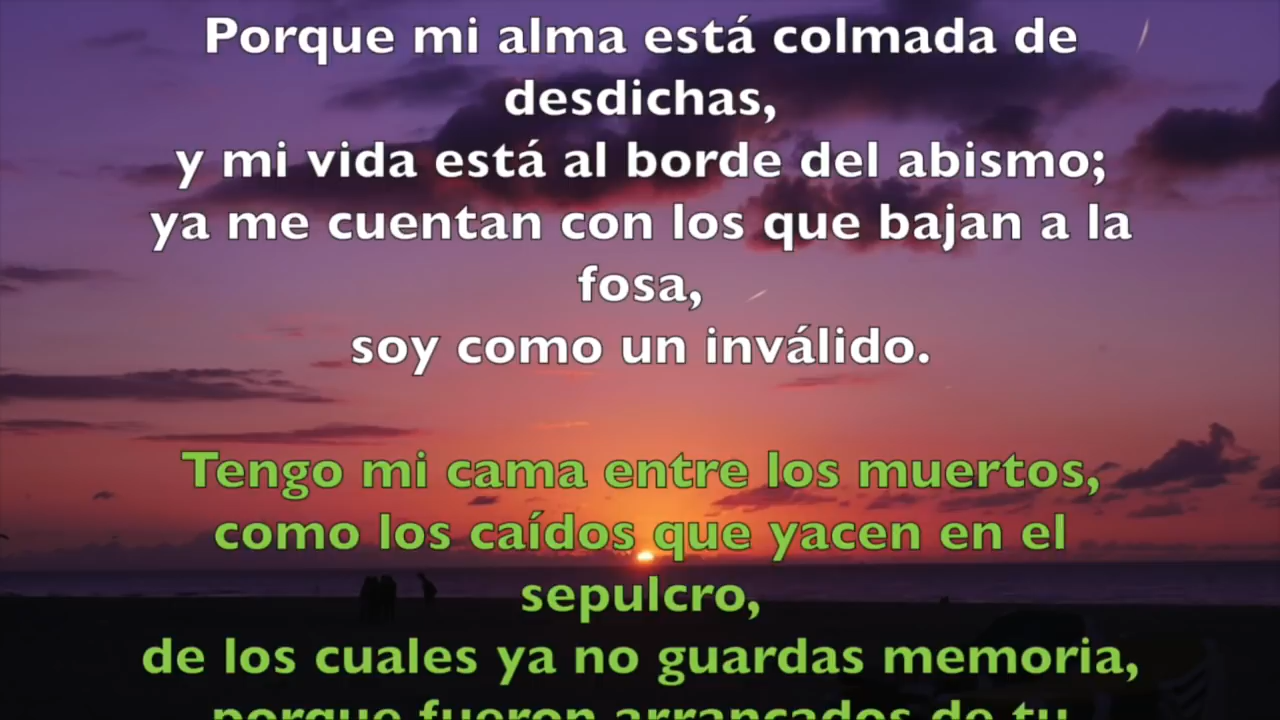 Porque mi alma está colmada de
desdichas,
y mi vida está al borde del abismo;
ya me cuentan con los que bajan a la
fosa,
soy como un inválido.
Tengo mi cama entre los muertos,
como los caídos que yacen en el
sepulcro,
de los cuales ya no guardas memoria,
porque fueron arrancados de tu